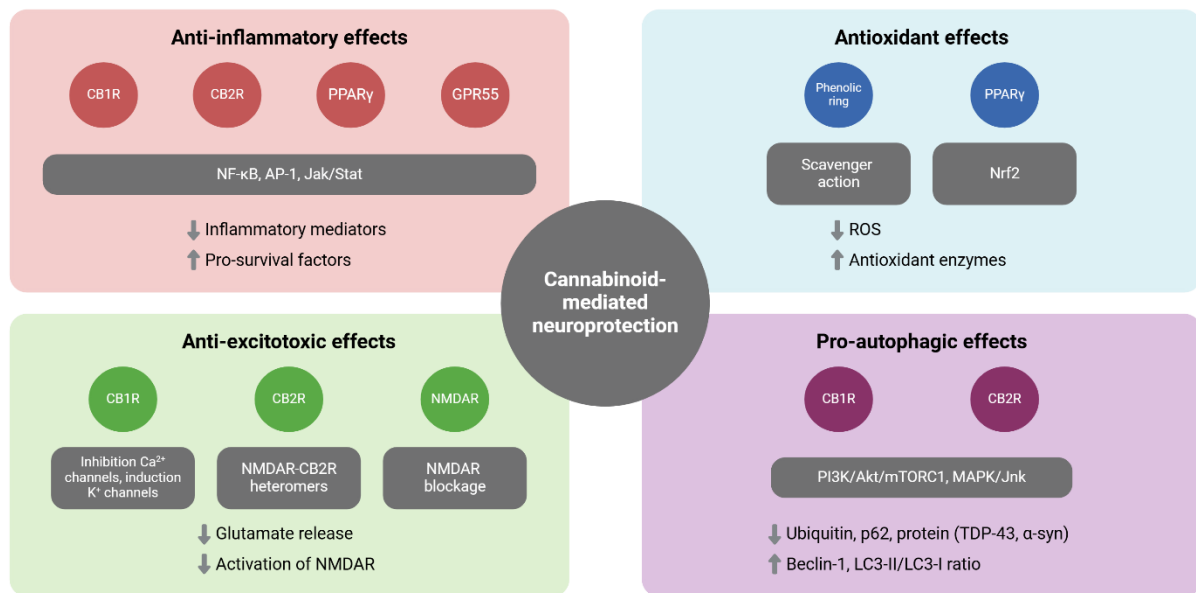 Anti-inflammatory effects
CB1R
CB2R
PPARγ
GPR55
NF-κB, AP-1, Jak/Stat
↓ Inflammatory mediators
↑ Pro-survival factors
Antioxidant effects
Phenolic
ring
PPARγ
Scavenger
action
Nrf2
↓ ROS
↑ Antioxidant enzymes
Cannabinoid-
mediated
neuroprotection
Anti-excitotoxic effects
CB1R
CB2R
NMDAR
Inhibition Ca²⁺
channels, induction
K⁺ channels
NMDAR-CB2R
heteromers
NMDAR
blockage
↓ Glutamate release
↓ Activation of NMDAR
Pro-autophagic effects
CB1R
CB2R
PI3K/Akt/mTORC1, MAPK/Jnk
↓ Ubiquitin, p62, protein (TDP-43, α-syn)
↑ Beclin-1, LC3-II/LC3-I ratio